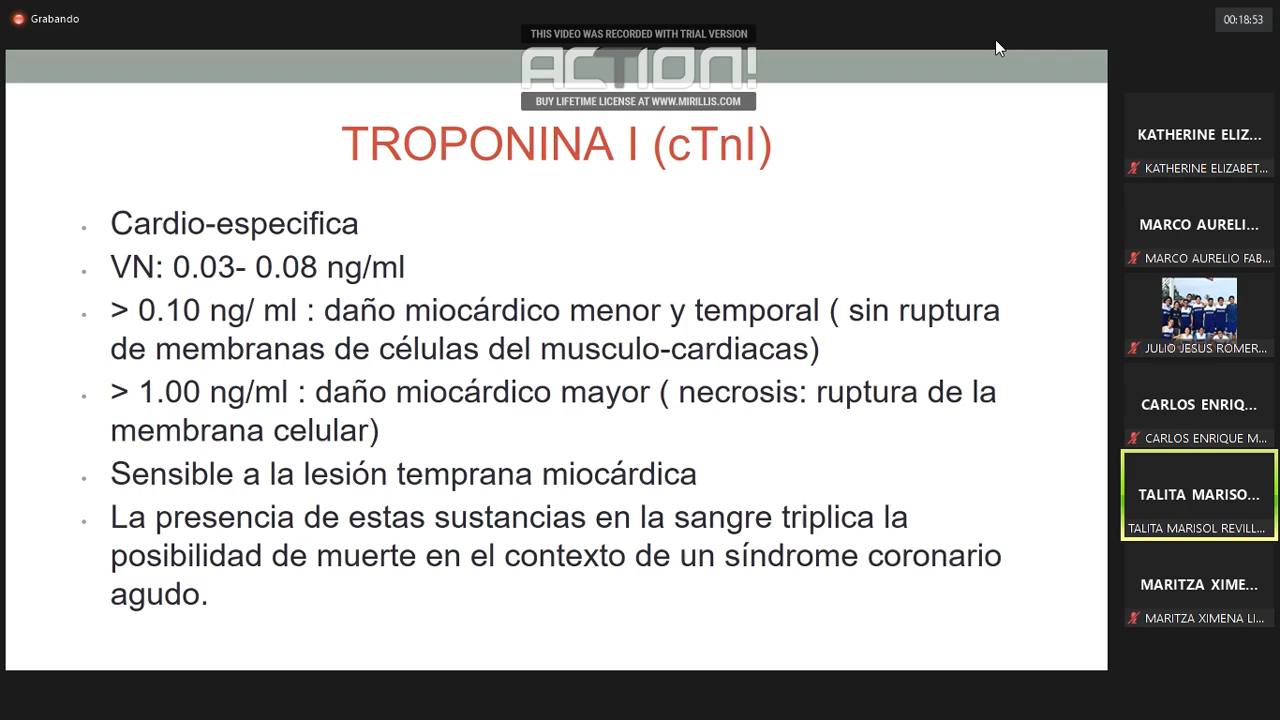 Grabando
00:18:53
THIS VIDEO WAS RECORDED WITH TRIAL VERSION
ACTION!
BUY LIFETIME LICENSE AT WWW.MIRILLIS.COM
TROPONINA I (cTnI)
• Cardio-especifica
• VN: 0.03- 0.08 ng/ml
• > 0.10 ng/ ml : daño miocárdico menor y temporal ( sin ruptura
de membranas de células del musculo-cardiacas)
• > 1.00 ng/ml : daño miocárdico mayor ( necrosis: ruptura de la
membrana celular)
• Sensible a la lesión temprana miocárdica
• La presencia de estas sustancias en la sangre triplica la
posibilidad de muerte en el contexto de un síndrome coronario
agudo.
KATHERINE ELIZ...
KATHERINE ELIZABET...
MARCO AURELI...
MARCO AURELIO FAB...
JULIO JESUS ROMER...
CARLOS ENRIQ...
CARLOS ENRIQUE M...
TALITA MARISO...
TALITA MARISOL REVILL...
MARITZA XIME...
MARITZA XIMENA LI...